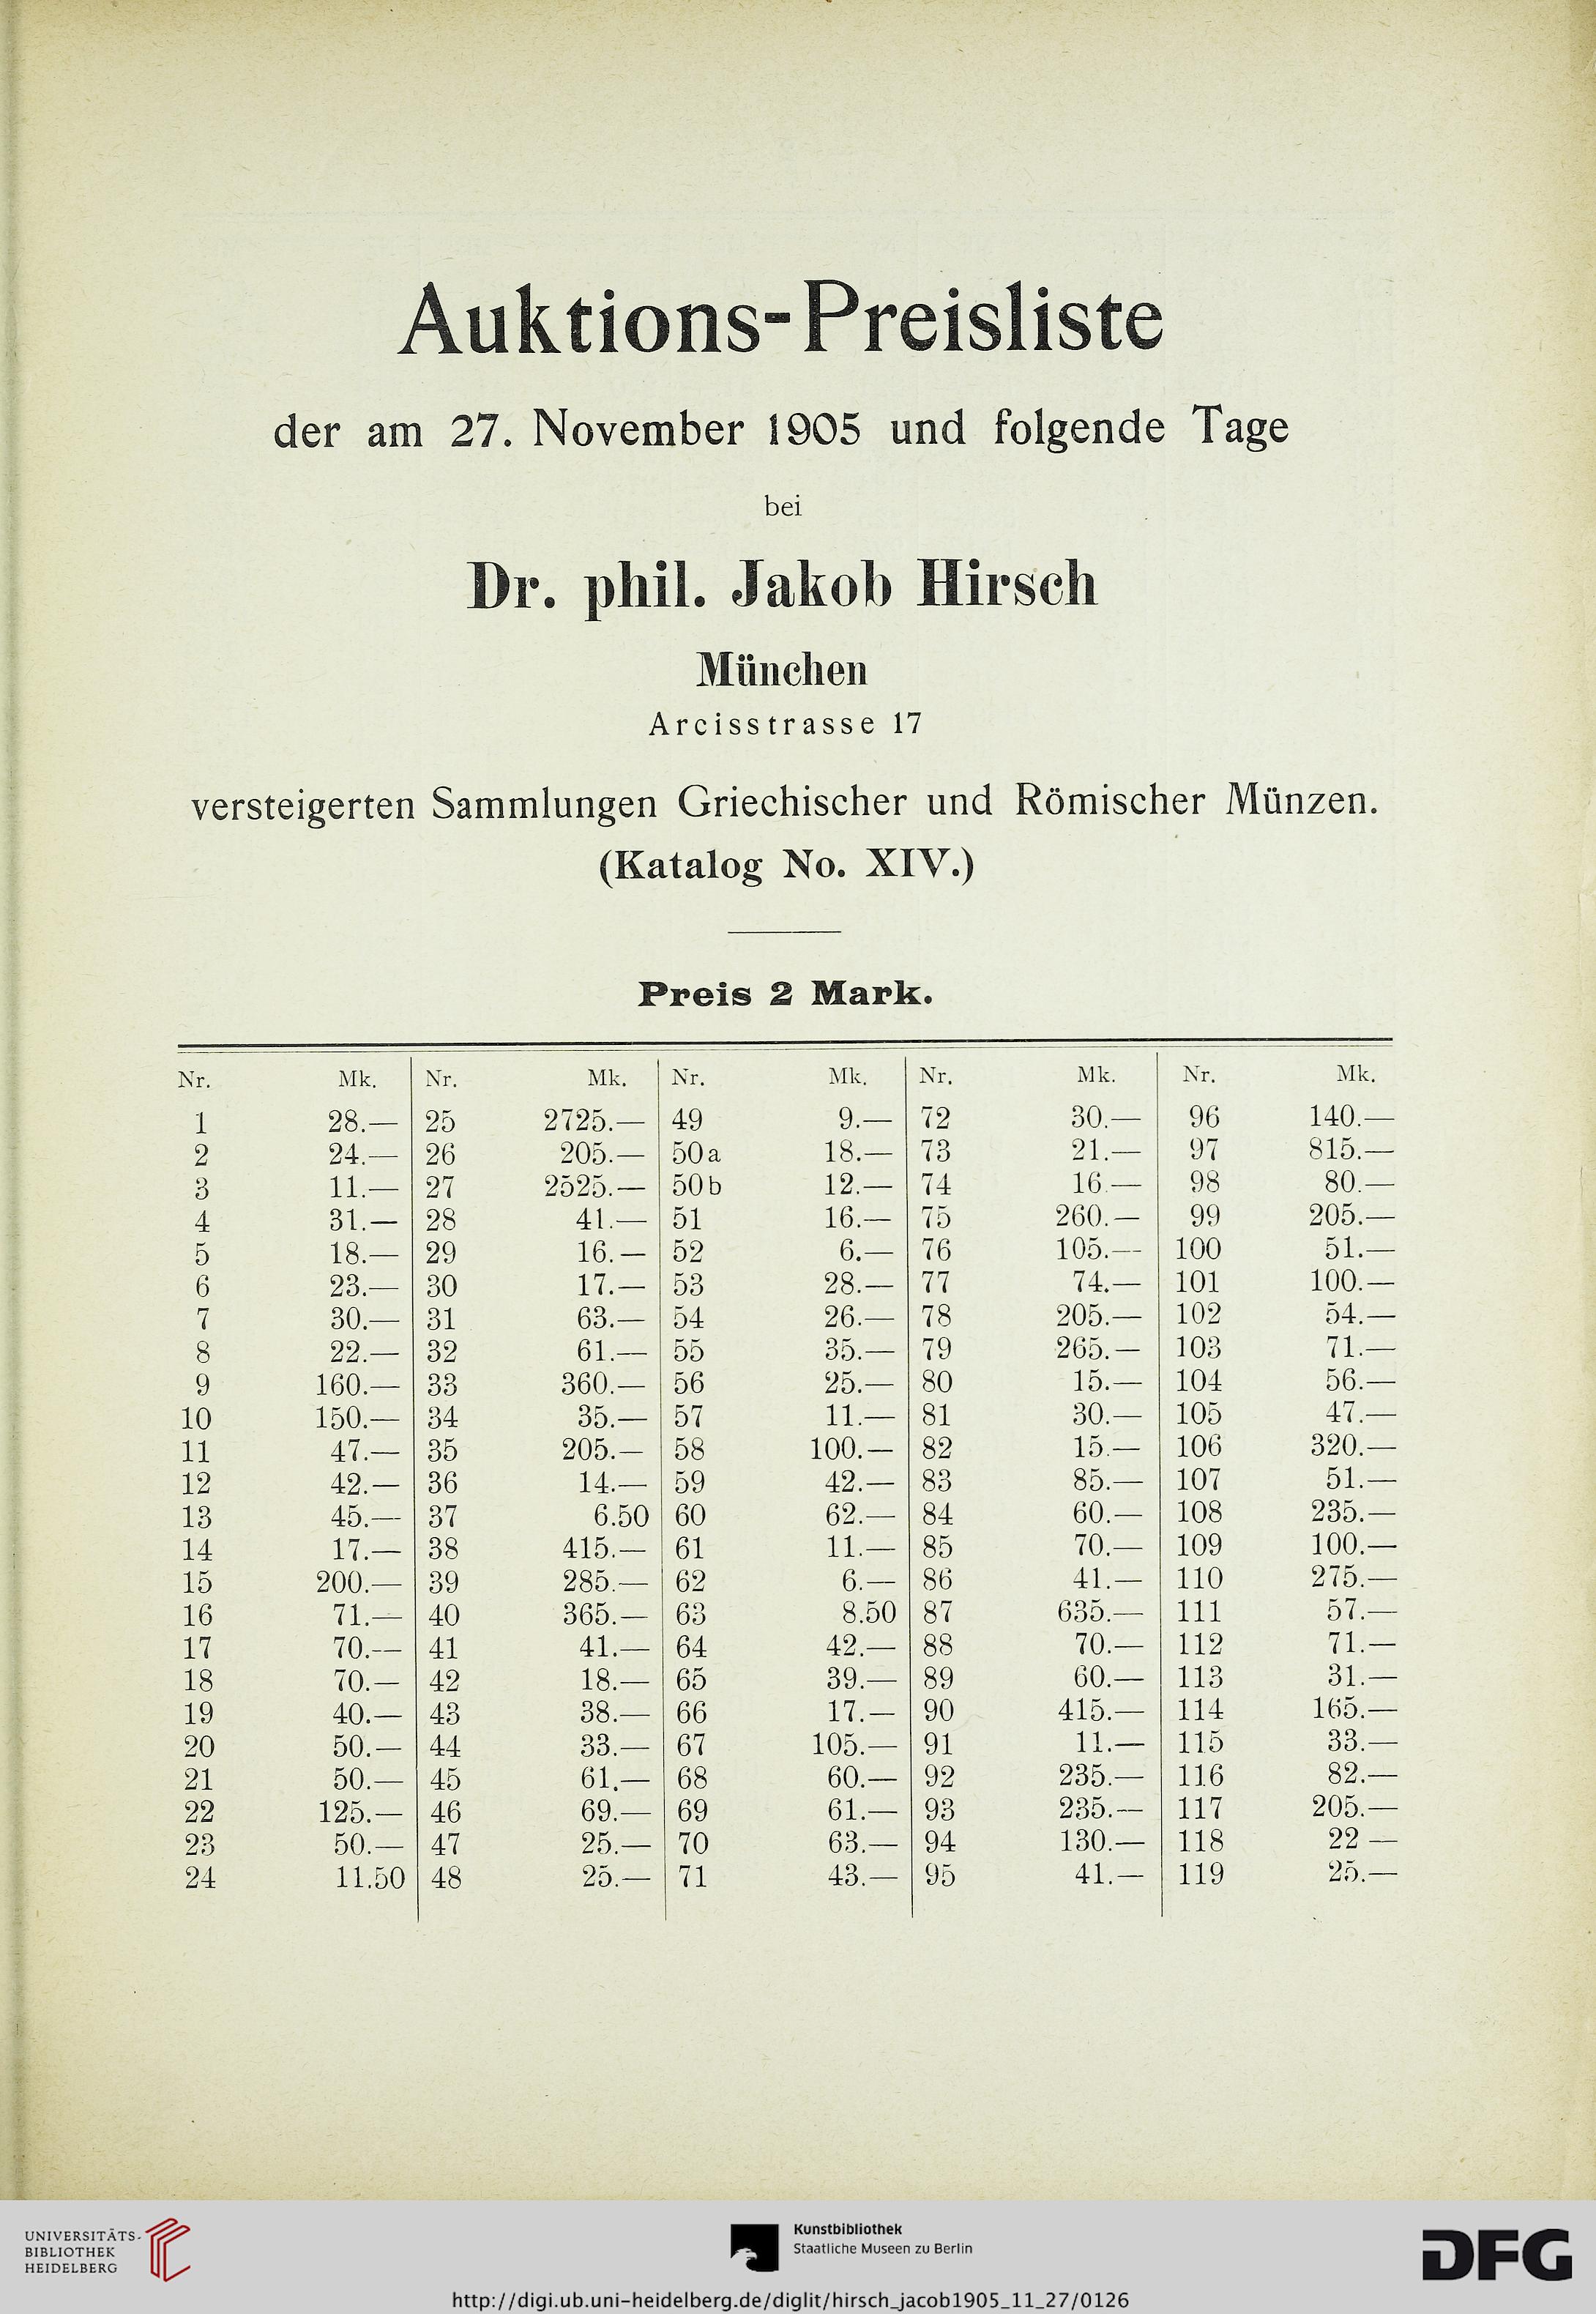 Auktions-Preisliste
der am 27. November 1905 und folgende Tage
bei
Dr. phil. Jakob Hirsch
München
Arcisstrasse 17
versteigerten Sammlungen Griechischer und Römischer Münzen.
(Katalog No. XIV.)
Preis 2 Mark.
Nr. Mk. Nr. Mk. Nr. Mk. Nr. Mk. Nr. Mk.
1 28.— 25 2725.— 49 9.— 72 30.— 96 140.—
2 24.— 26 205.— 50a 18.— 73 21.— 97 815.—
3 11.— 27 2525.— 50b 12.— 74 16.— 98 80.—
4 31.— 28 41.— 51 16.— 75 260.— 99 205.—
5 18.— 29 16.— 52 6.— 76 105.— 100 51.—
6 23.— 30 17.— 53 28.— 77 74.— 101 100.—
7 30.— 31 63.— 54 26.— 78 205.— 102 54.—
8 22.— 32 61.— 55 35.— 79 265.— 103 71.—
9 160.— 33 360.— 56 25.— 80 15.— 104 56.—
10 150.— 34 35.— 57 11.— 81 30.— 105 47.—
11 47.— 35 205.— 58 100.— 82 15.— 106 320.—
12 42.— 36 14.— 59 42.— 83 85.— 107 51.—
13 45.— 37 6.50 60 62.— 84 60.— 108 235.—
14 17.— 38 415.— 61 11.— 85 70.— 109 100.—
15 200.— 39 285.— 62 6.— 86 41.— 110 275.—
16 71.— 40 365.— 63 8.50 87 635.— 111 57.—
17 70.— 41 41.— 64 42.— 88 70.— 112 71.—
18 70.— 42 18.— 65 39.— 89 60.— 113 31.—
19 40.— 43 38.— 66 17.— 90 415.— 114 165.—
20 50.— 44 33.— 67 105.— 91 11.— 115 33.—
21 50.— 45 61.— 68 60.— 92 235.— 116 82.—
22 125.— 46 69.— 69 61.— 93 235.— 117 205.—
23 50.— 47 25.— 70 63.— 94 130.— 118 22 —
24 11.50 48 25.— 71 43.— 95 41.— 119 25.—
UNIVERSITÄTS-
BIBLIOTHEK
HEIDELBERG
Kunstbibliothek
Staatliche Museen zu Berlin
DFG
http://digi.ub.uni-heidelberg.de/diglit/hirsch_jacob1905_11_27/0126